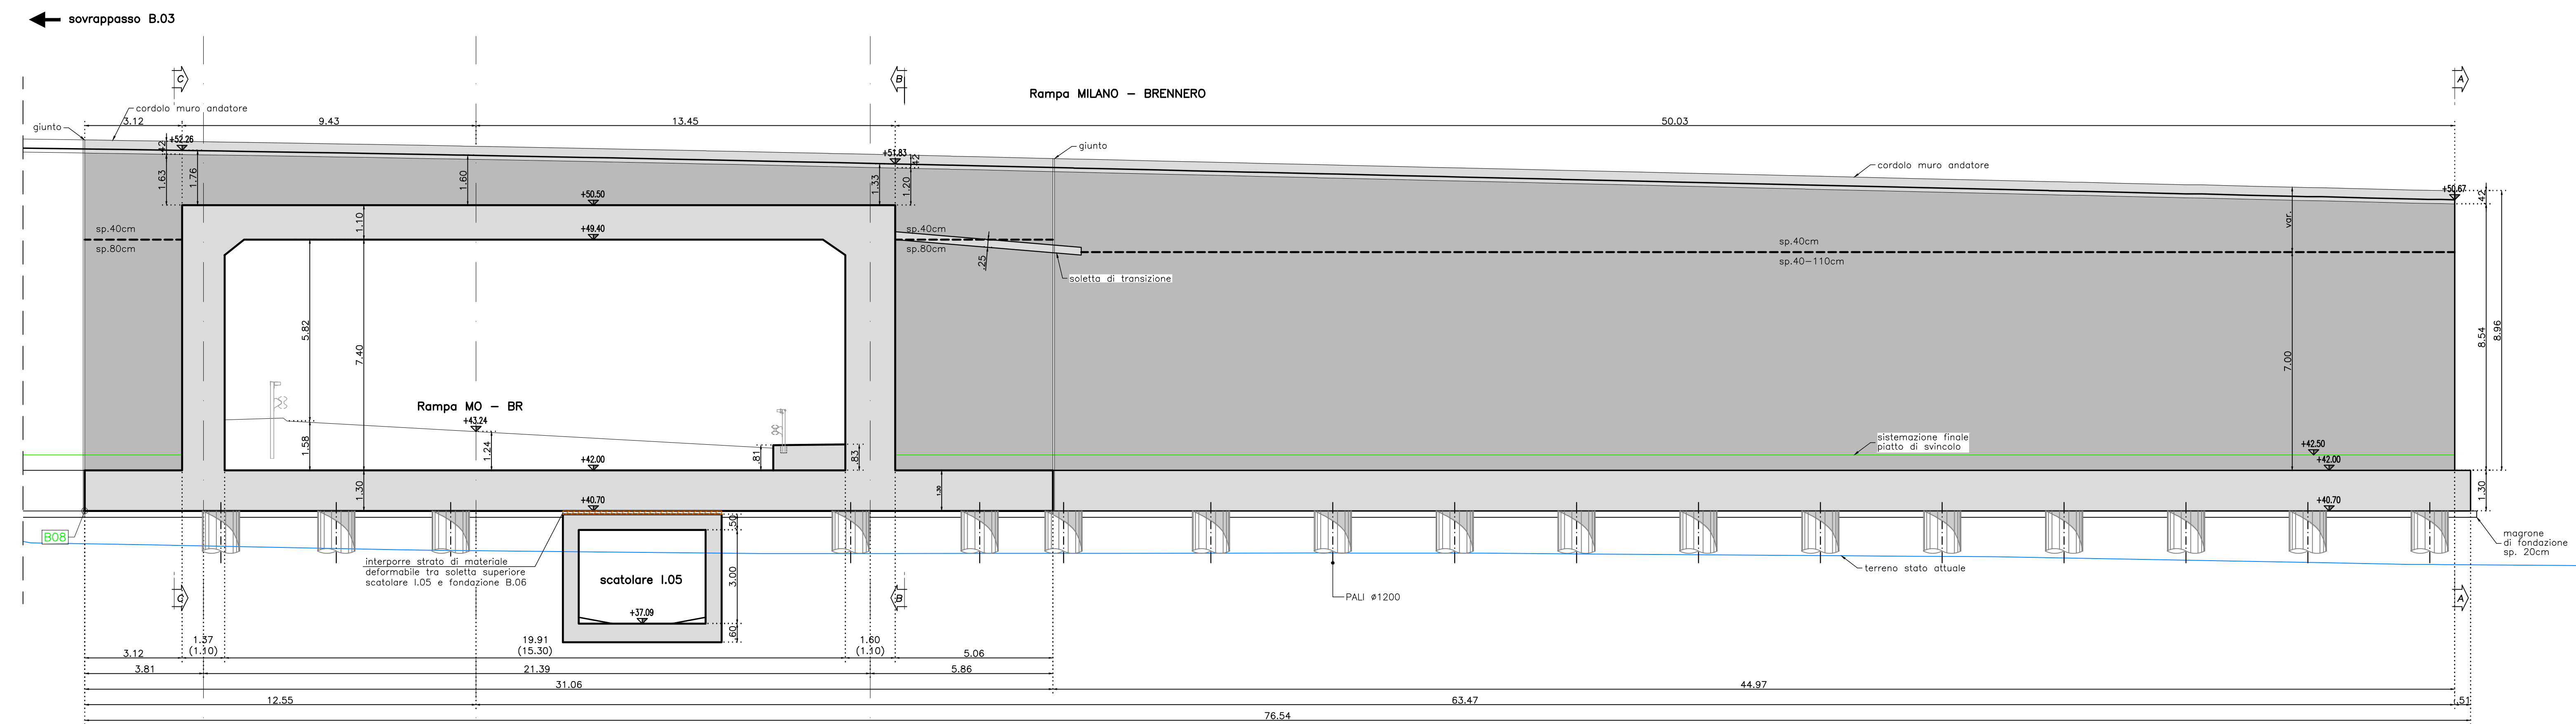 sovrappasso B.03
C
B
A
Rampa MILANO - BRENNERO
cordolo muro andatore
giunto
3.12
9.43
13.45
50.03
+52.26
.42
1.63
1.76
1.60
+51.83
.42
1.33
1.20
giunto
cordolo muro andatore
+50.67
.42
+50.50
1.10
+49.40
sp.40cm
sp.80cm
sp.40cm
sp.80cm
.25
soletta di transizione
sp.40cm
sp.40-110cm
var.
5.82
7.40
7.00
8.54
8.96
Rampa MO - BR
+43.24
1.58
1.24
.81
.83
+42.00
sistemazione finale
piatto di svincolo
+42.50
+42.00
1.30
+40.70
1.30
+40.70
1.30
B08
interporre strato di materiale
deformabile tra soletta superiore
scatolare I.05 e fondazione B.06
.50
scatolare I.05
3.00
+37.09
.60
PALI ø1200
terreno stato attuale
magrone
di fondazione
sp. 20cm
C
B
A
3.12
1.37
(1.10)
19.91
(15.30)
1.60
(1.10)
5.06
3.81
21.39
5.86
31.06
44.97
12.55
63.47
.51
76.54